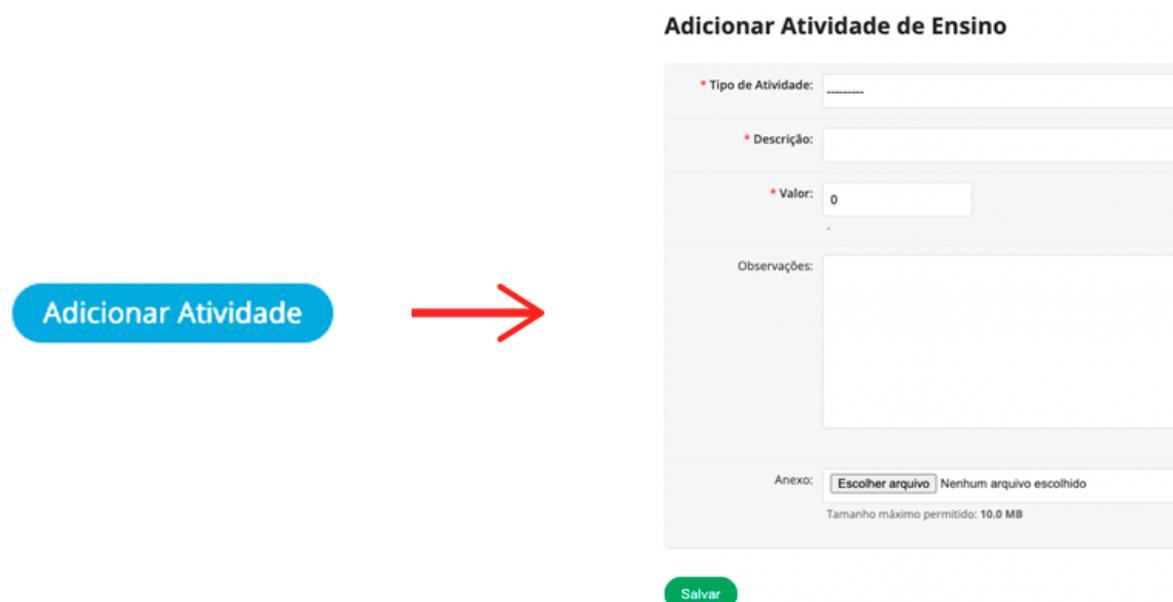 Adicionar Atividade
Adicionar Atividade de Ensino
* Tipo de Atividade:
---------
* Descrição:
* Valor:
0
-
Observações:
Anexo:
Escolher arquivo Nenhum arquivo escolhido
Tamanho máximo permitido: 10.0 MB
Salvar